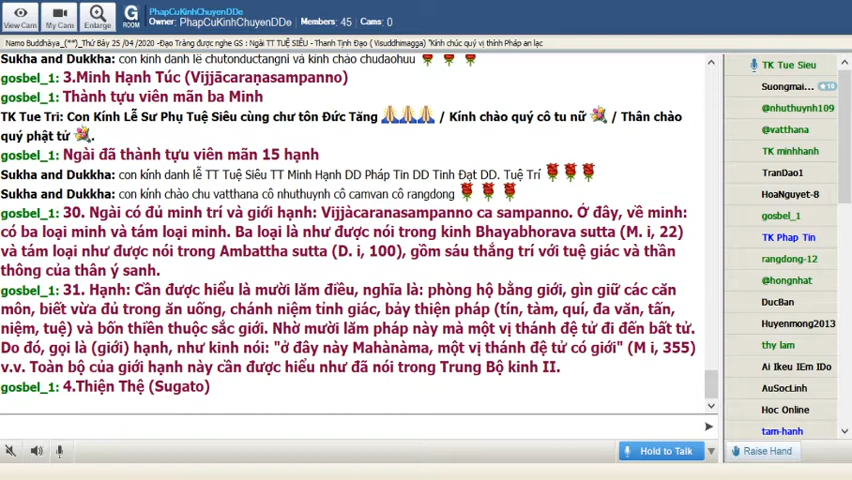 View Cam
My Cam
Enlarge
G
ROOM
PhapCuKinhChuyenDDe
Owner: PhapCuKinhChuyenDDe Members: 45 Cams: 0
Namo Buddhàya_(**)_Thứ Bảy 25 /04 /2020 -Đạo Tràng được nghe GS : Ngài TT TUỆ SIÊU - Thanh Tịnh Đạo ( Visuddhimagga) "Kính chúc quý vị thính Pháp an lạc
Sukha and Dukkha: con kính danh lễ chutonductangni và kính chào chudaohuu
gosbel_1: 3.Minh Hạnh Túc (Vijjācaraṇasampanno)
gosbel_1: Thành tựu viên mãn ba Minh
TK Tue Tri: Con Kính Lễ Sư Phụ Tuệ Siêu cùng chư tôn Đức Tăng / Kính chào quý cô tu nữ / Thân chào
quý phật tử .
gosbel_1: Ngài đã thành tựu viên mãn 15 hạnh
Sukha and Dukkha: con kính danh lễ TT Tuệ Siêu TT Minh Hạnh DD Pháp Tin DD Tinh Đạt DD. Tuệ Trí
Sukha and Dukkha: con kính chào chu vatthana cô nhuthuynh cô camvan cô rangdong
gosbel_1: 30. Ngài có đủ minh trí và giới hạnh: Vijjàcaranasampanno ca sampanno. Ở đây, về minh:
có ba loại minh và tám loại minh. Ba loại là như được nói trong kinh Bhayabhorava sutta (M. i, 22)
và tám loại như được nói trong Ambattha sutta (D. i, 100), gồm sáu thắng trí với tuệ giác và thần
thông của thân ý sanh.
gosbel_1: 31. Hạnh: Cần được hiểu là mười lăm điều, nghĩa là: phòng hộ bằng giới, gìn giữ các căn
môn, biết vừa đủ trong ăn uống, chánh niệm tỉnh giác, bảy thiện pháp (tín, tàm, quí, đa văn, tấn,
niệm, tuệ) và bốn thiền thuộc sắc giới. Nhờ mười lăm pháp này mà một vị thánh đệ tử đi đến bất tử.
Do đó, gọi là (giới) hạnh, như kinh nói: "ở đây này Mahànàma, một vị thánh đệ tử có giới" (M i, 355)
v.v. Toàn bộ của giới hạnh này cần được hiểu như đã nói trong Trung Bộ kinh II.
gosbel_1: 4.Thiện Thệ (Sugato)
TK Tue Sieu
Suongmai...
@nhuthuynh109
@vatthana
TK minhhanh
TranDao1
HoaNguyet-8
gosbel_1
TK Phap Tin
rangdong-12
@hongnhat
DucBan
Huyenmong2013
thy lam
Ai Ikeu IEm IDo
AuSocLinh
Hoc Online
tam-hanh
Hold to Talk
Raise Hand